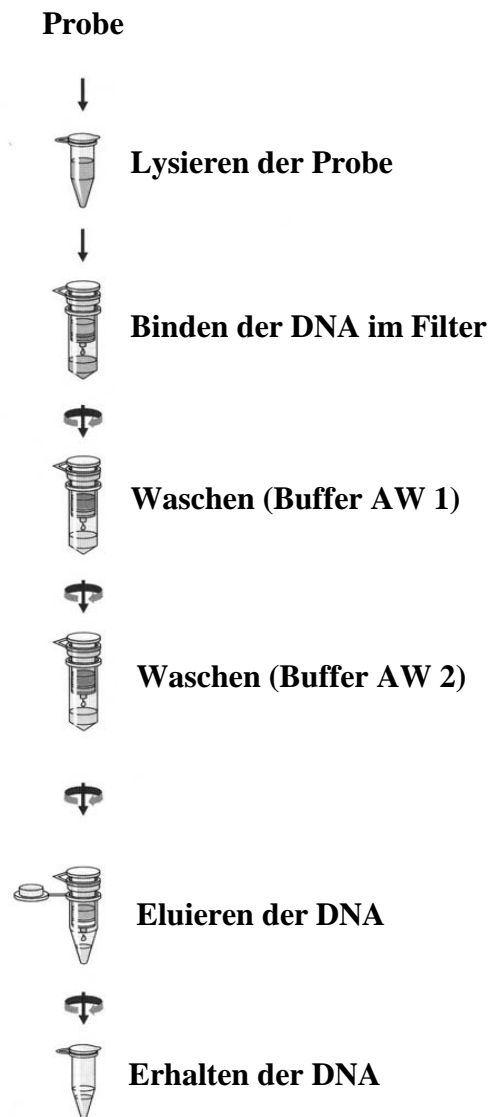 Probe
Lysieren der Probe
Binden der DNA im Filter
Waschen (Buffer AW 1)
Waschen (Buffer AW 2)
Eluieren der DNA
Erhalten der DNA